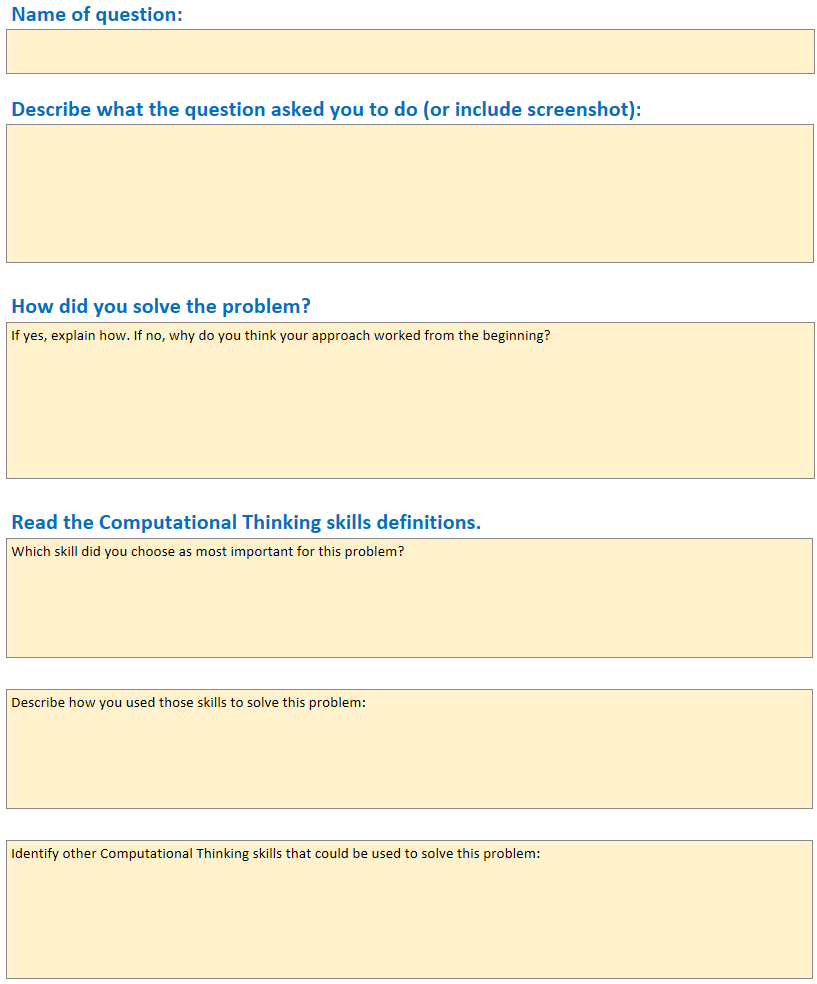 Name of question:
Describe what the question asked you to do (or include screenshot):
How did you solve the problem?
If yes, explain how. If no, why do you think your approach worked from the beginning?
Read the Computational Thinking skills definitions.
Which skill did you choose as most important for this problem?
Describe how you used those skills to solve this problem:
Identify other Computational Thinking skills that could be used to solve this problem: